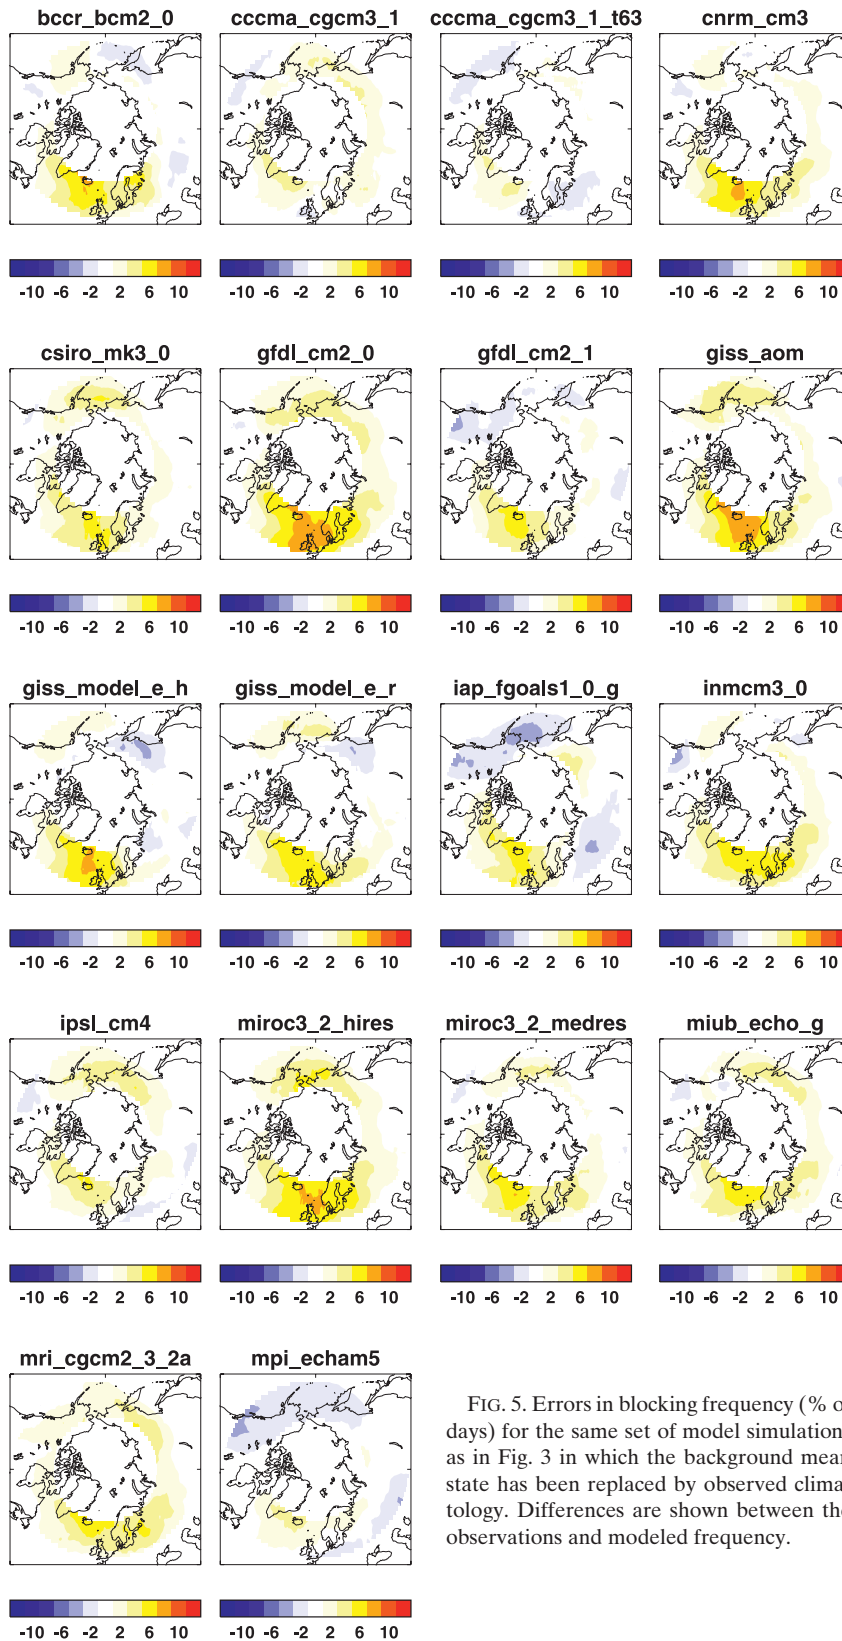 bccr_bcm2_0 cccma_cgcm3_1 cccma_cgcm3_1_t63 cnrm_cm3
-10 -6 -2 2 6 10 -10 -6 -2 2 6 10 -10 -6 -2 2 6 10 -10 -6 -2 2 6 10
csiro_mk3_0 gfdl_cm2_0 gfdl_cm2_1 giss_aom
-10 -6 -2 2 6 10 -10 -6 -2 2 6 10 -10 -6 -2 2 6 10 -10 -6 -2 2 6 10
giss_model_e_h giss_model_e_r iap_fgoals1_0_g inmcm3_0
-10 -6 -2 2 6 10 -10 -6 -2 2 6 10 -10 -6 -2 2 6 10 -10 -6 -2 2 6 10
ipsl_cm4 miroc3_2_hires miroc3_2_medres miub_echo_g
-10 -6 -2 2 6 10 -10 -6 -2 2 6 10 -10 -6 -2 2 6 10 -10 -6 -2 2 6 10
mri_cgcm2_3_2a mpi_echam5
-10 -6 -2 2 6 10 -10 -6 -2 2 6 10
FIG. 5. Errors in blocking frequency (% o
days) for the same set of model simulation
as in Fig. 3 in which the background mean
state has been replaced by observed clima
tology. Differences are shown between the
observations and modeled frequency.